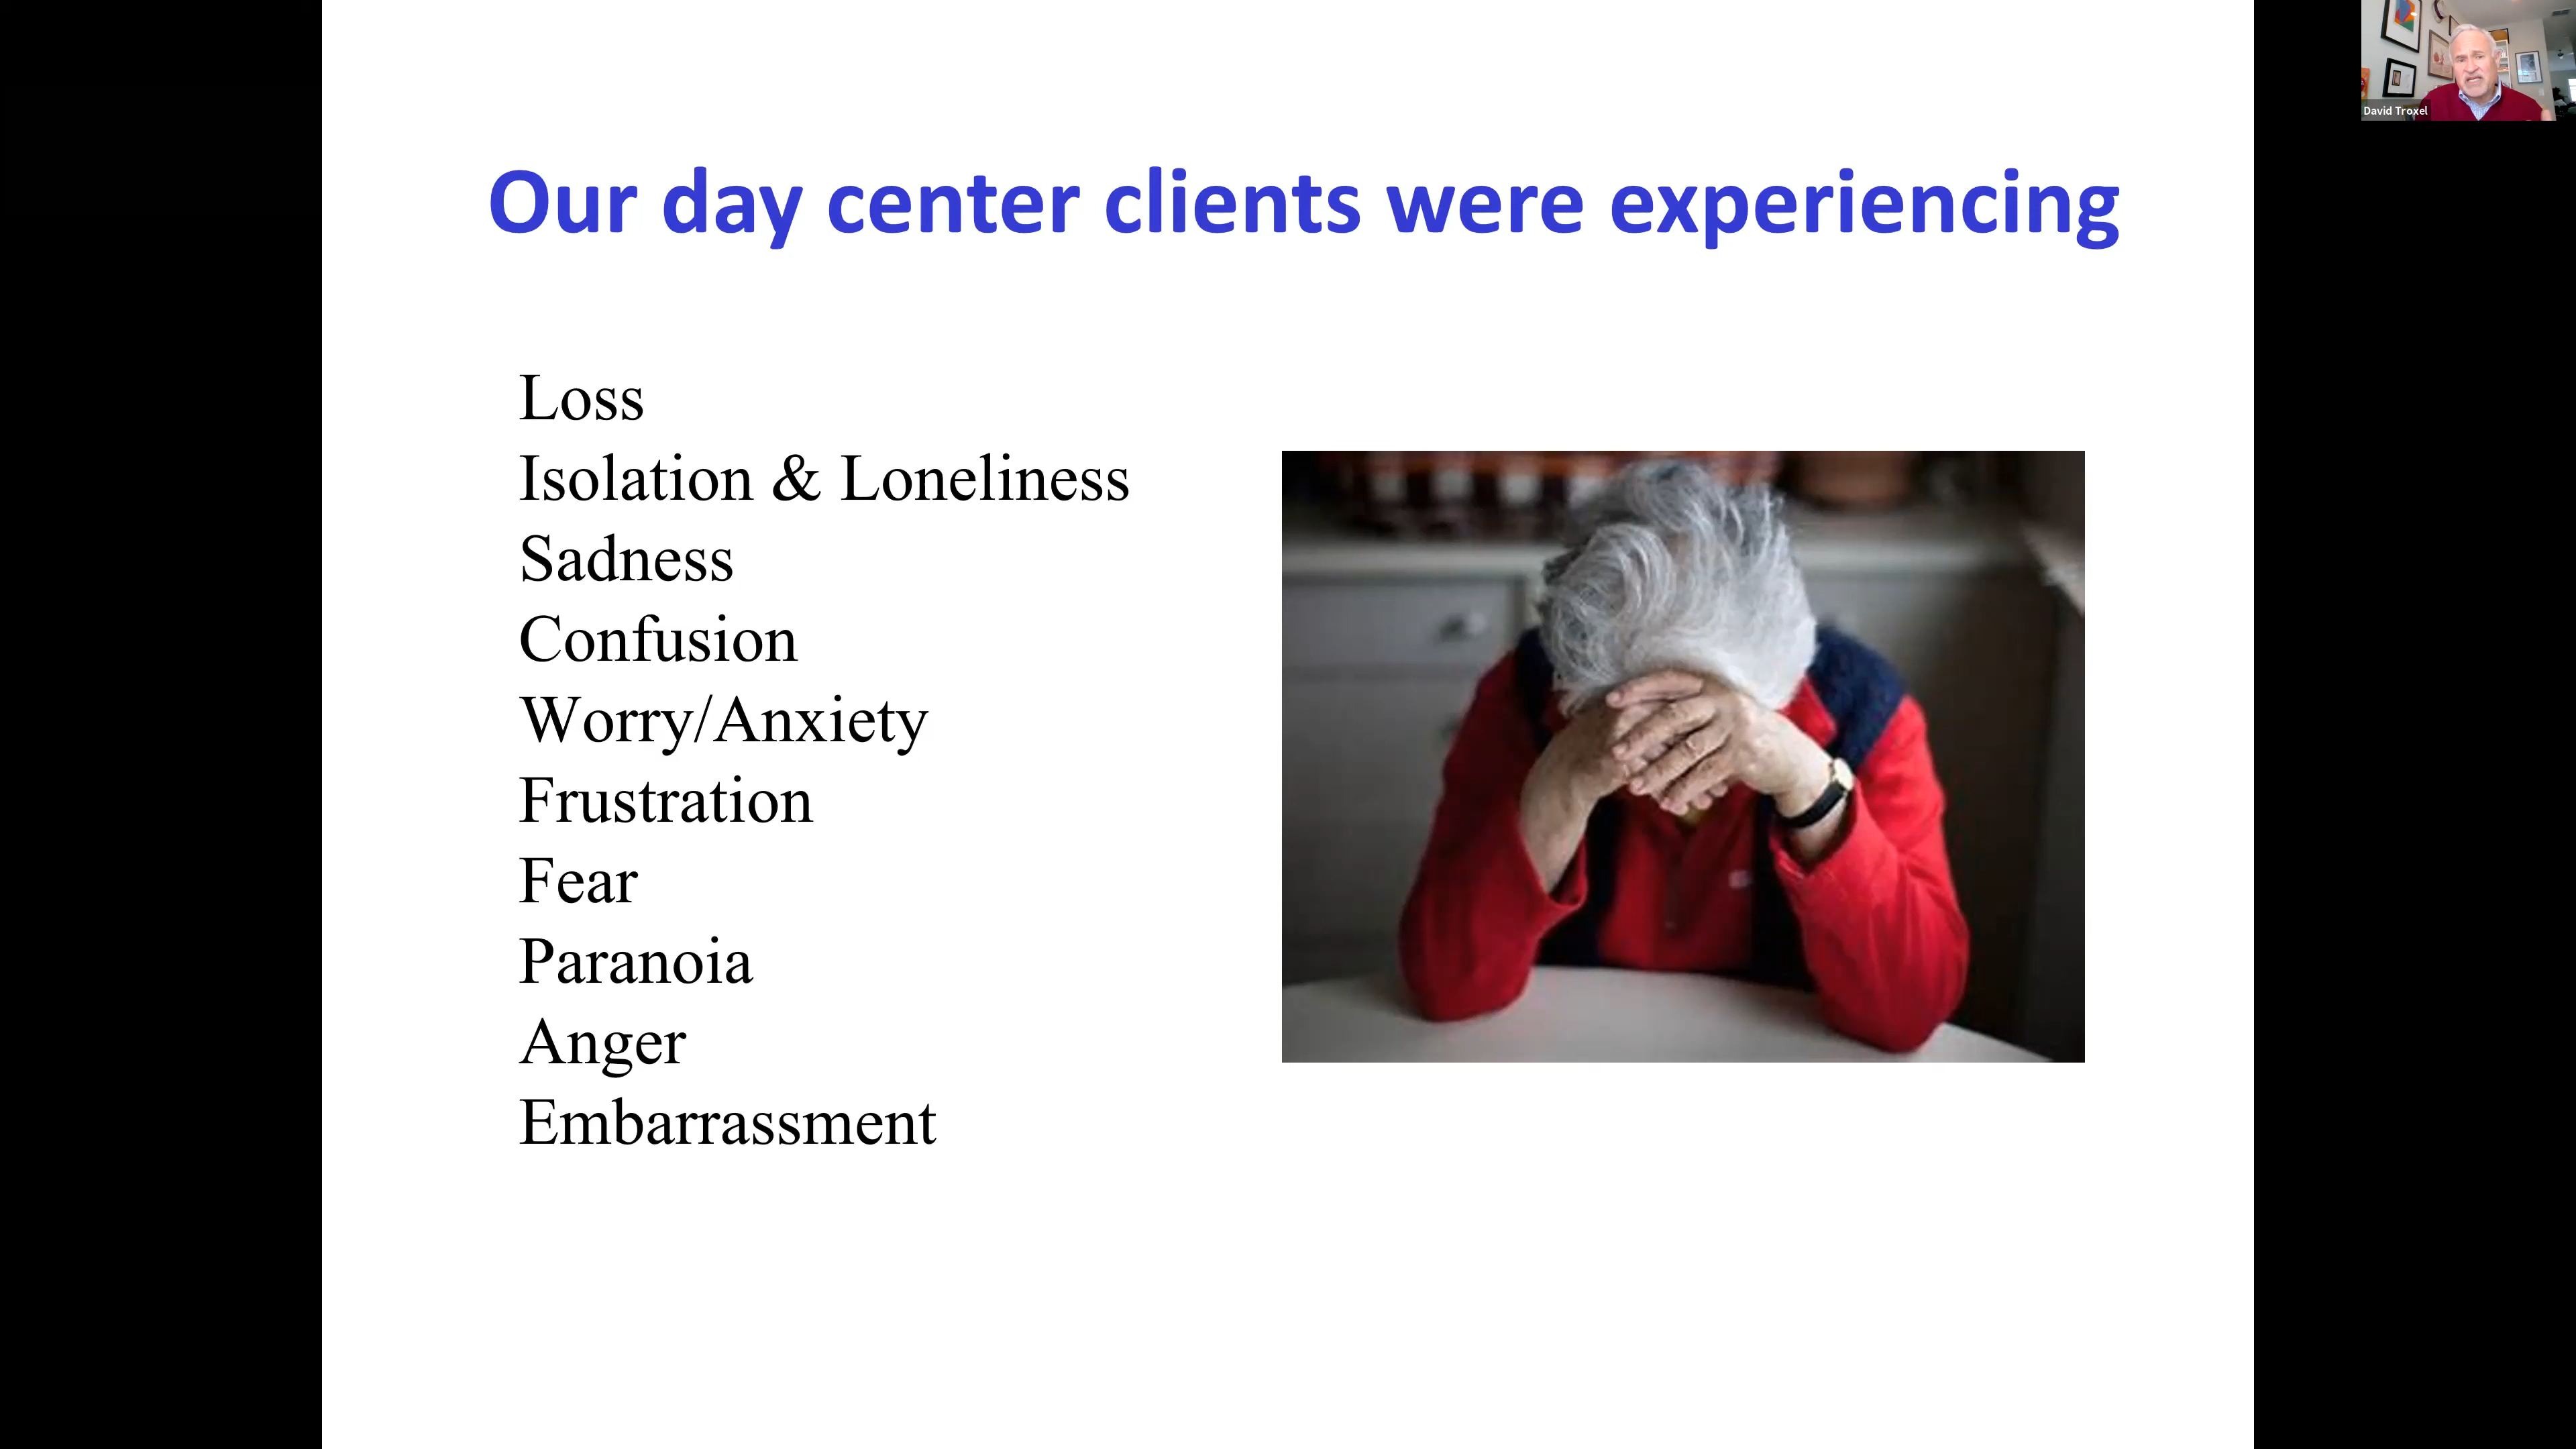 David Troxel
Our day center clients were experiencing
Loss
Isolation & Loneliness
Sadness
Confusion
Worry/Anxiety
Frustration
Fear
Paranoia
Anger
Embarrassment